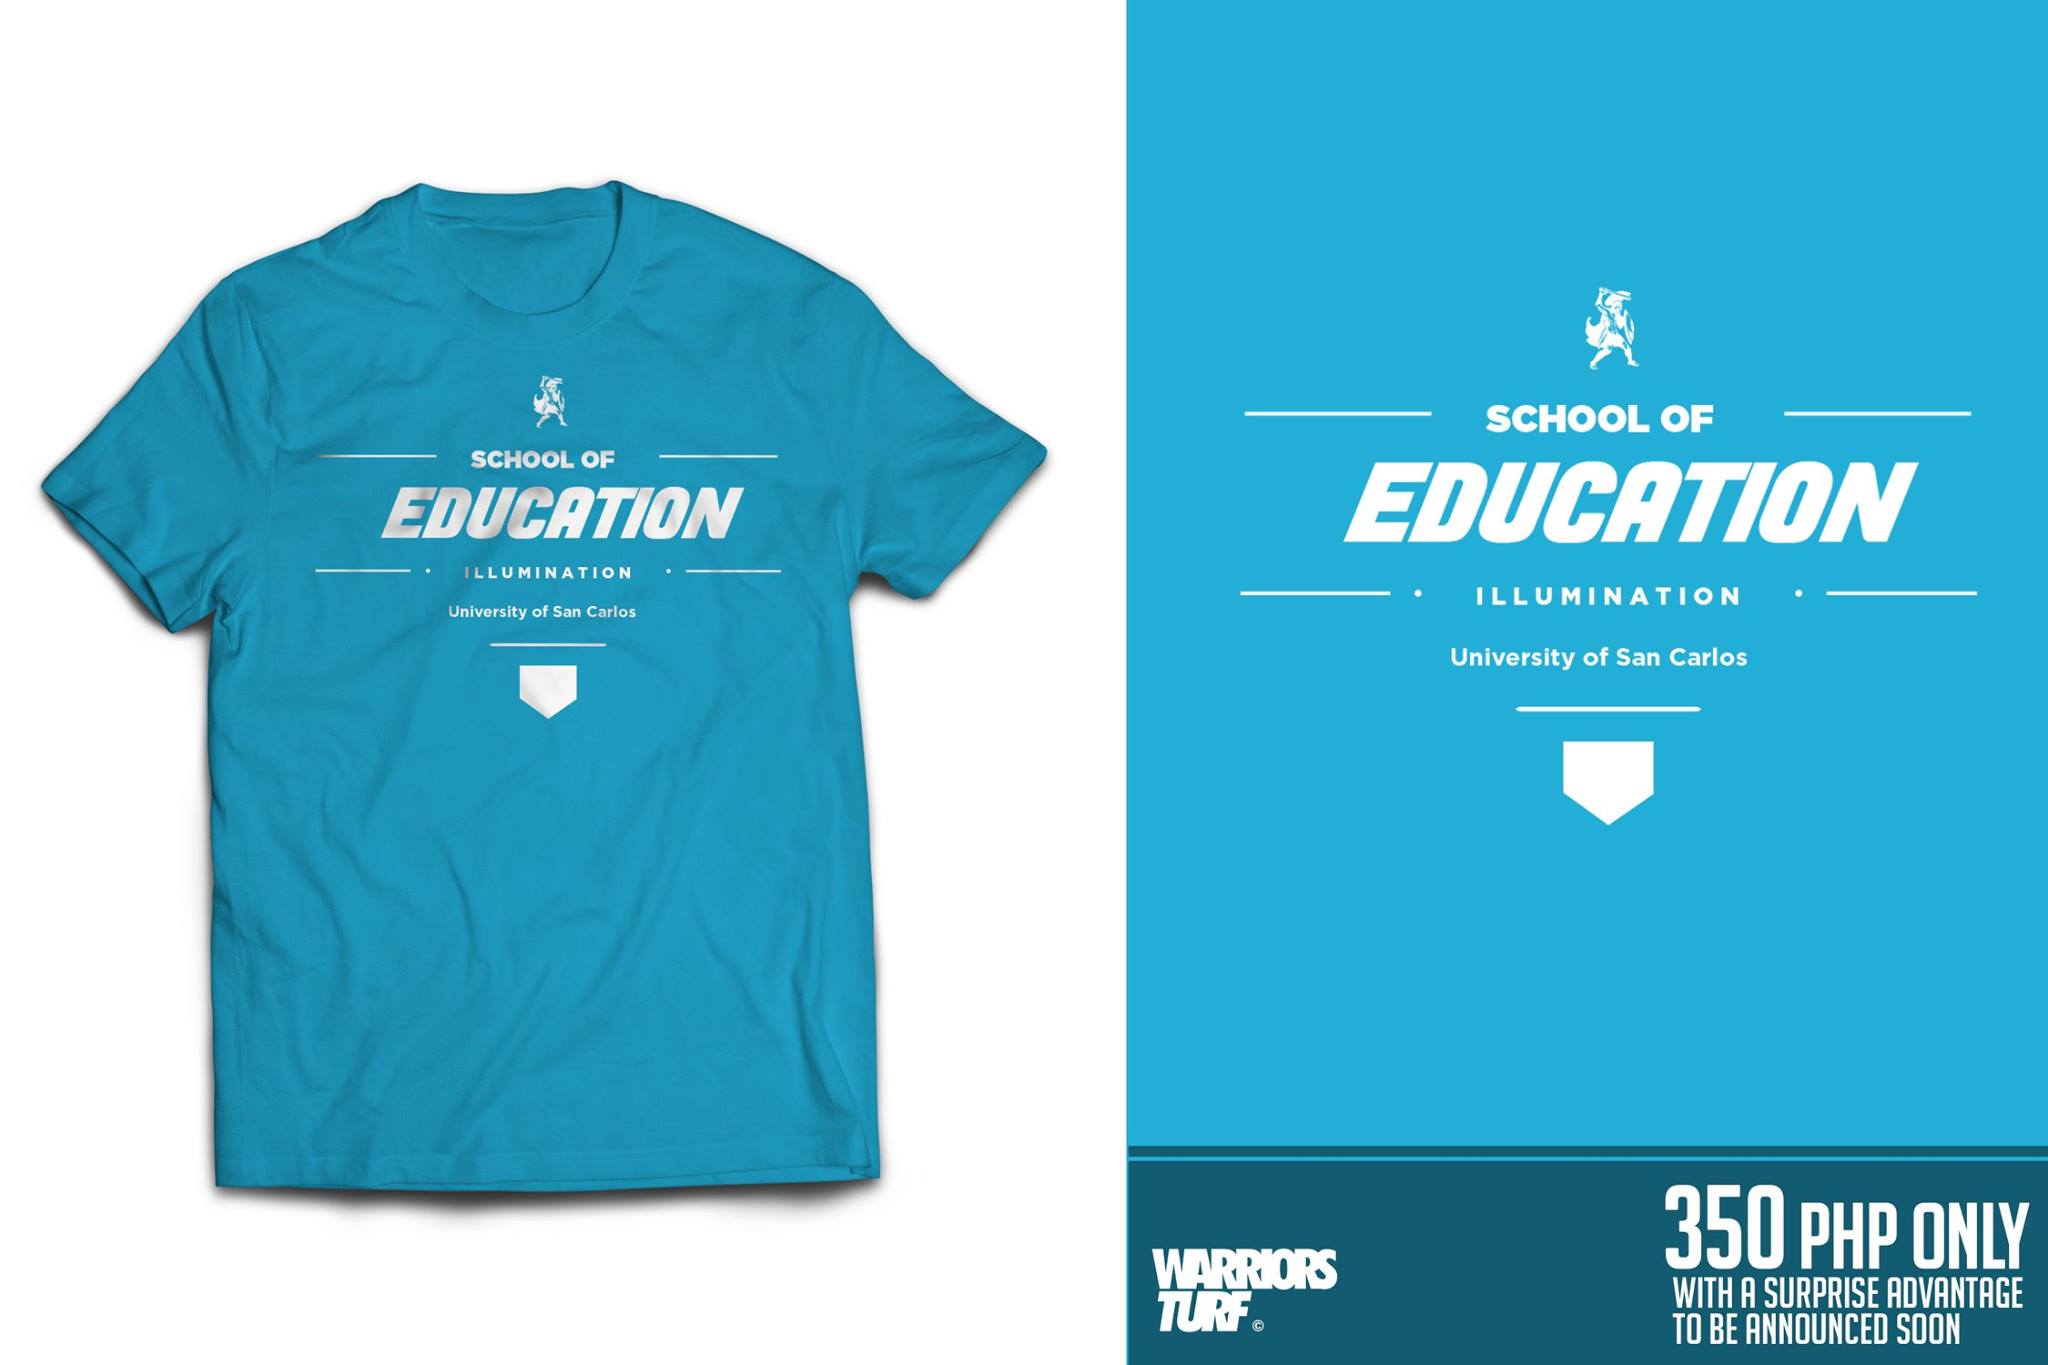 SCHOOL OF
EDUCATION
ILLUMINATION
University of San Carlos
SCHOOL OF
EDUCATION
ILLUMINATION
University of San Carlos
WARRIORS
TURF ©
350 PHP ONLY
WITH A SURPRISE ADVANTAGE
TO BE ANNOUNCED SOON